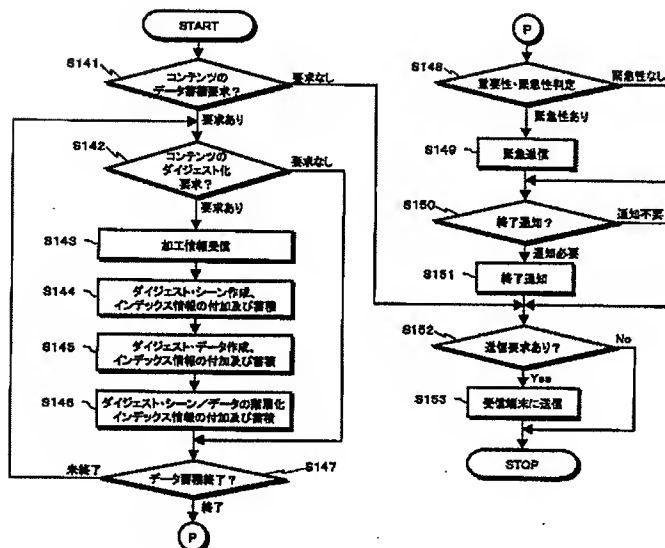 START
S141
コンテンツの
データ蓄積要求？
要求なし
要求あり
S142
コンテンツの
ダイジェスト化
要求？
要求なし
要求あり
S143
加工情報受信
S144
ダイジェスト・シーン作成、
インデックス情報の付加及び蓄積
S145
ダイジェスト・データ作成、
インデックス情報の付加及び蓄積
S146
ダイジェスト・シーン／データの階層化
インデックス情報の付加及び蓄積
未終了
データ蓄積終了？
S147
終了
P
P
S148
重要性・緊急性判定
緊急性なし
緊急性あり
S149
緊急送信
S150
終了通知？
通知不要
通知必要
S151
終了通知
S152
送信要求あり？
No
Yes
S153
受信端末に送信
STOP